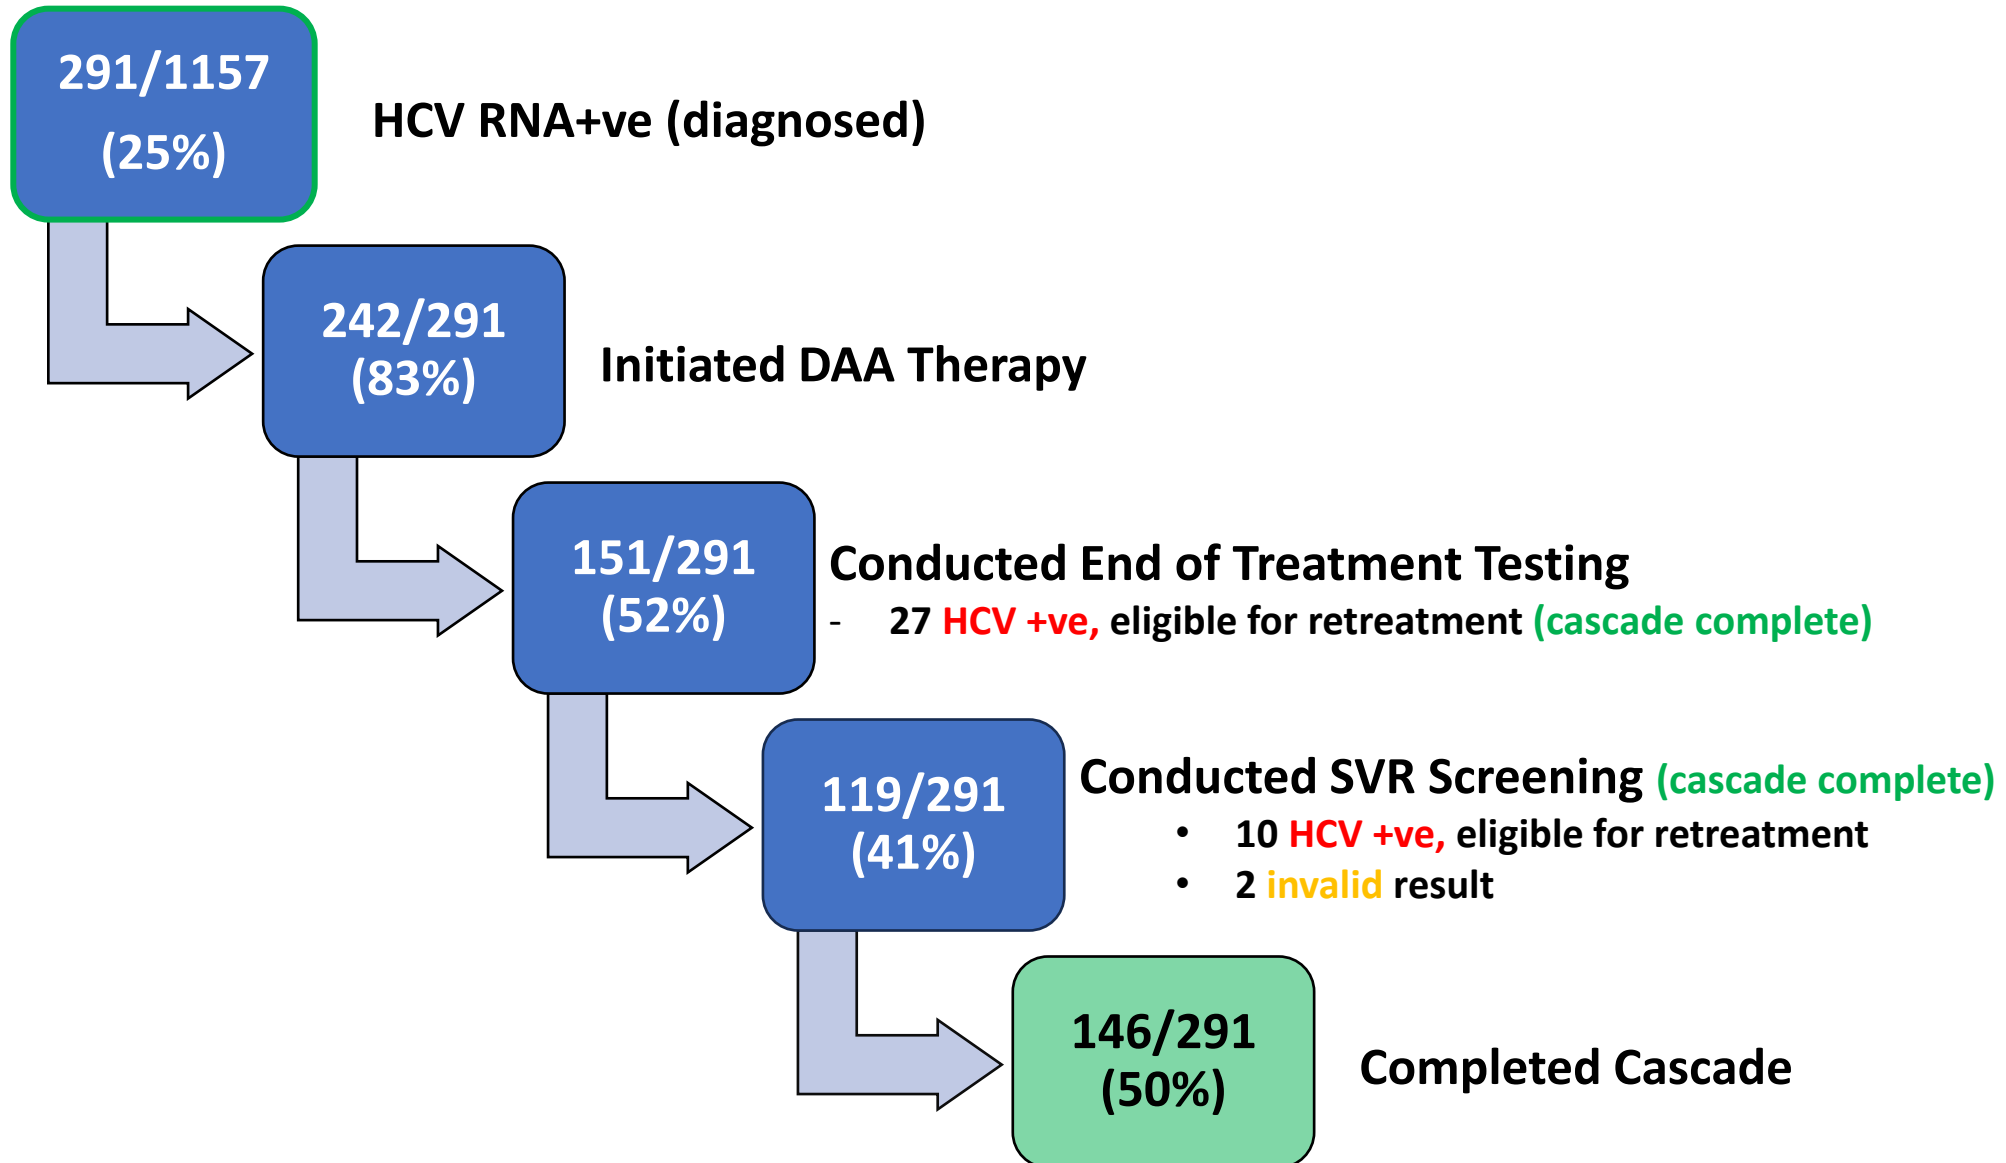 291/1157
(25%)
HCV RNA+ve (diagnosed)
242/291
(83%)
Initiated DAA Therapy
151/291
(52%)
Conducted End of Treatment Testing
- 27 HCV +ve, eligible for retreatment (cascade complete)
119/291
(41%)
Conducted SVR Screening (cascade complete)
• 10 HCV +ve, eligible for retreatment
• 2 invalid result
146/291
(50%)
Completed Cascade